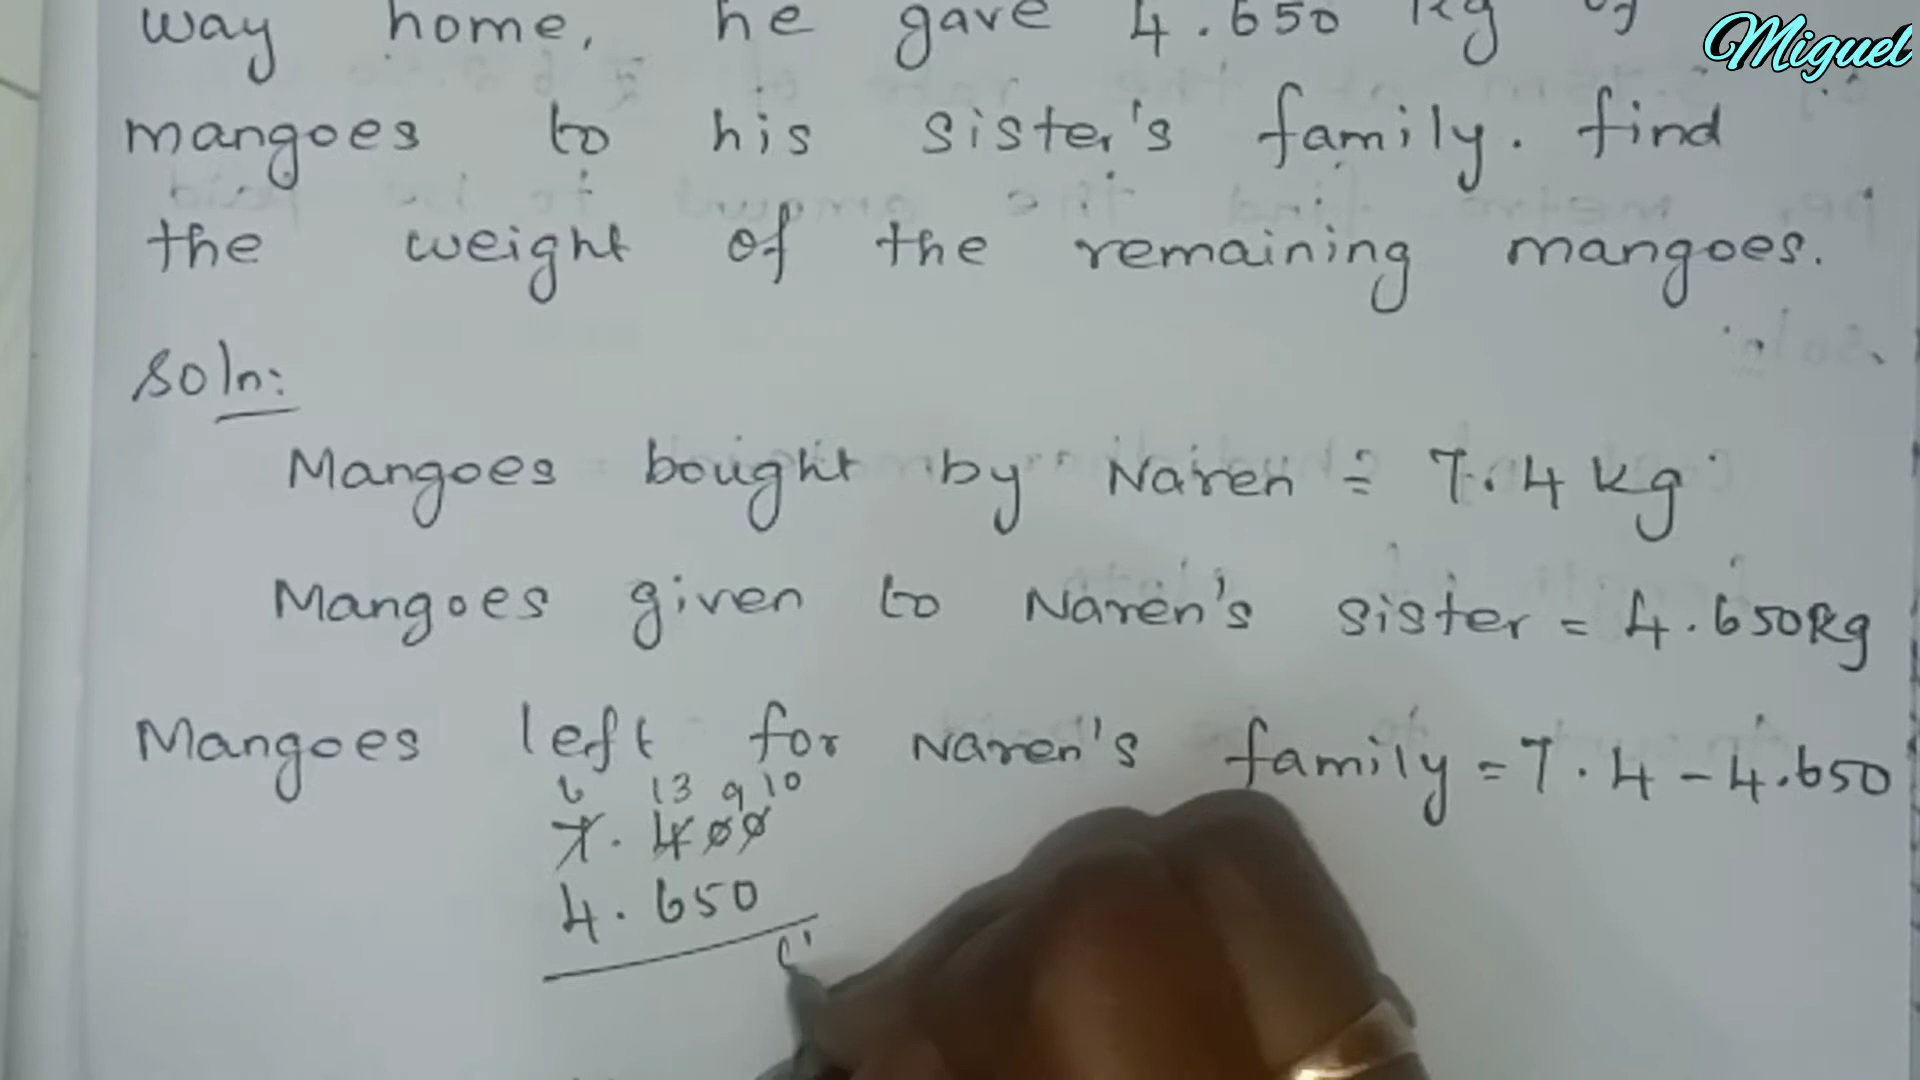 way home, he gave 4.650 kg of
Miguel
mangoes to his sister's family. find
the weight of the remaining mangoes.
Soln:
Mangoes bought by Naren = 7.4 kg
Mangoes given to Naren's sister = 4.650kg
Mangoes left for Naren's family = 7.4 - 4.650
6 13 9 10
7.400
4.650